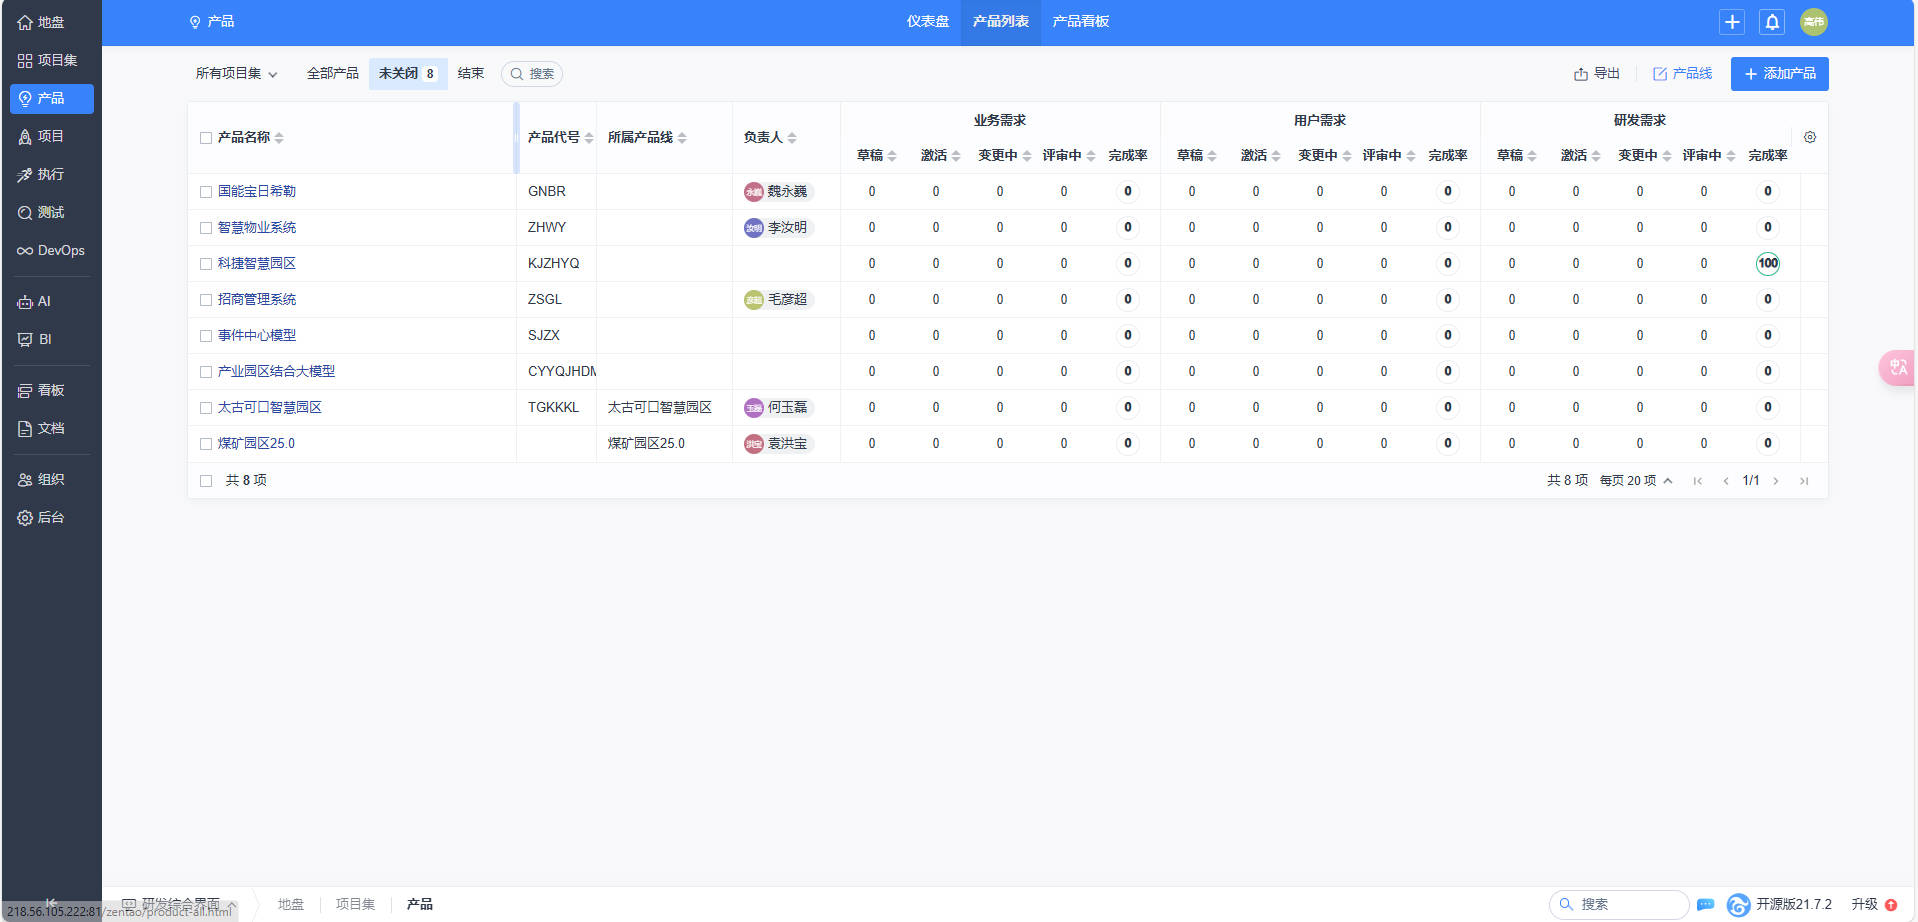 地盘
项目集
产品
项目
执行
测试
DevOps
AI
BI
看板
文档
组织
后台
产品
仪表盘 产品列表 产品看板
高伟
所有项目集 全部产品 未关闭 8 结束 搜索
导出 产品线 添加产品
产品名称 产品代号 所属产品线 负责人 业务需求 用户需求 研发需求
草稿 激活 变更中 评审中 完成率 草稿 激活 变更中 评审中 完成率 草稿 激活 变更中 评审中 完成率
国能宝日希勒 GNBR 永巍 魏永巍 0 0 0 0 0 0 0 0 0 0 0 0 0 0 0
智慧物业系统 ZHWY 汝明 李汝明 0 0 0 0 0 0 0 0 0 0 0 0 0 0 0
科捷智慧园区 KJZHYQ 0 0 0 0 0 0 0 0 0 0 0 0 0 0 100
招商管理系统 ZSGL 彦超 毛彦超 0 0 0 0 0 0 0 0 0 0 0 0 0 0 0
事件中心模型 SJZX 0 0 0 0 0 0 0 0 0 0 0 0 0 0 0
产业园区结合大模型 CYYQJHDM 0 0 0 0 0 0 0 0 0 0 0 0 0 0 0
太古可口智慧园区 TGKKKL 太古可口智慧园区 玉磊 何玉磊 0 0 0 0 0 0 0 0 0 0 0 0 0 0 0
煤矿园区25.0 煤矿园区25.0 洪宝 袁洪宝 0 0 0 0 0 0 0 0 0 0 0 0 0 0 0
共 8 项 共 8 项 每页 20 项 1/1
中A
研发综合界面 地盘 项目集 产品
搜索 开源版21.7.2 升级
218.56.105.222:81/zentao/product-all.html